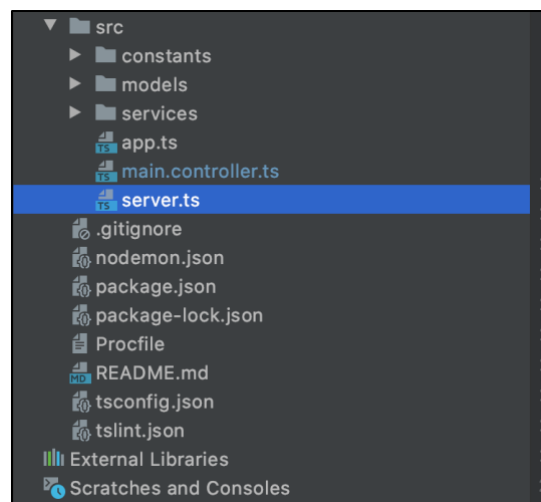 src
constants
models
services
app.ts
main.controller.ts
server.ts
.gitignore
nodemon.json
package.json
package-lock.json
Procfile
README.md
tsconfig.json
tslint.json
External Libraries
Scratches and Consoles